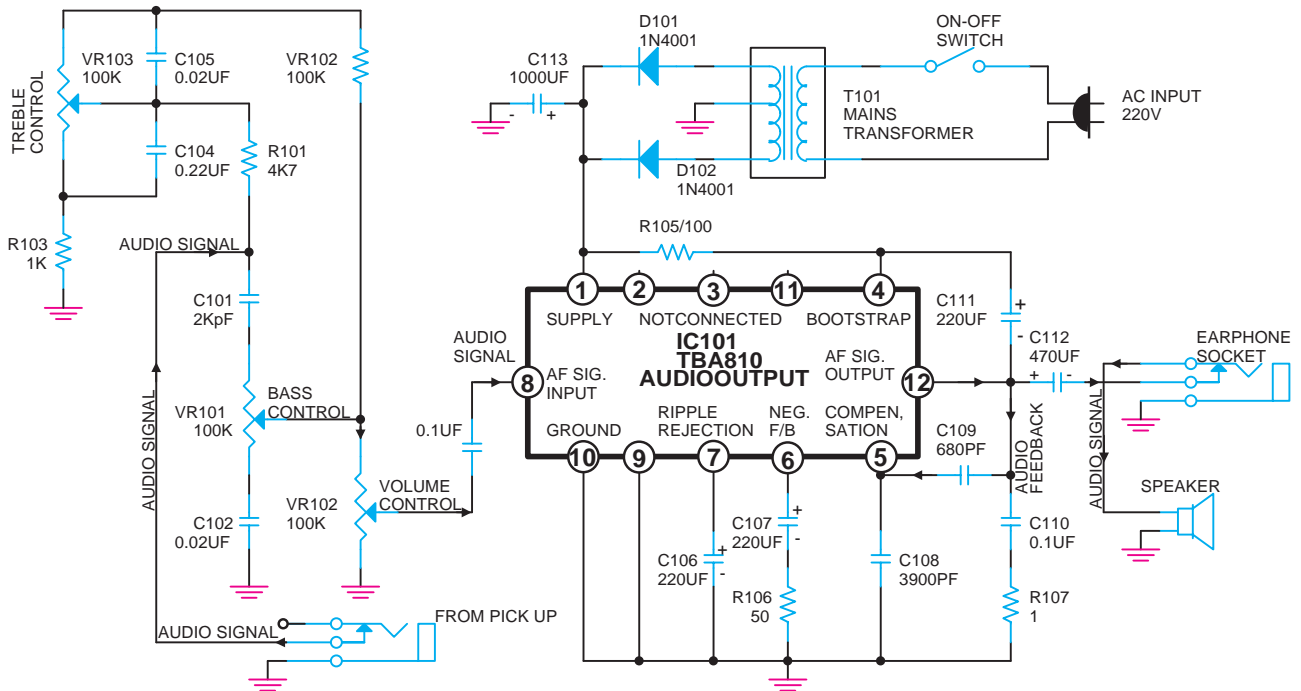 VR103
100K
C105
0.02UF
VR102
100K
TREBLE
CONTROL
C104
0.22UF
R101
4K7
R103
1K
AUDIO SIGNAL
C101
2KpF
AUDIO SIGNAL
VR101
100K
BASS
CONTROL
C102
0.02UF
VR102
100K
VOLUME
CONTROL
0.1UF
AUDIO
SIGNAL
AUDIO SIGNAL
FROM PICK UP
D101
1N4001
C113
1000UF
- +
D102
1N4001
T101
MAINS
TRANSFORMER
ON-OFF
SWITCH
AC INPUT
220V
R105/100
1
2
3
11
4
SUPPLY
NOTCONNECTED
BOOTSTRAP
IC101
TBA810
AUDIOOUTPUT
8
AF SIG.
INPUT
AF SIG.
OUTPUT
12
GROUND
RIPPLE
REJECTION
NEG.
F/B
COMPEN,
SATION
10
9
7
6
5
C111
220UF
+
-
C112
470UF
+ -
EARPHONE
SOCKET
C109
680PF
AUDIO
FEEDBACK
AUDIO SIGNAL
SPEAKER
C106
220UF
+
-
C107
220UF
+
-
R106
50
C108
3900PF
C110
0.1UF
R107
1